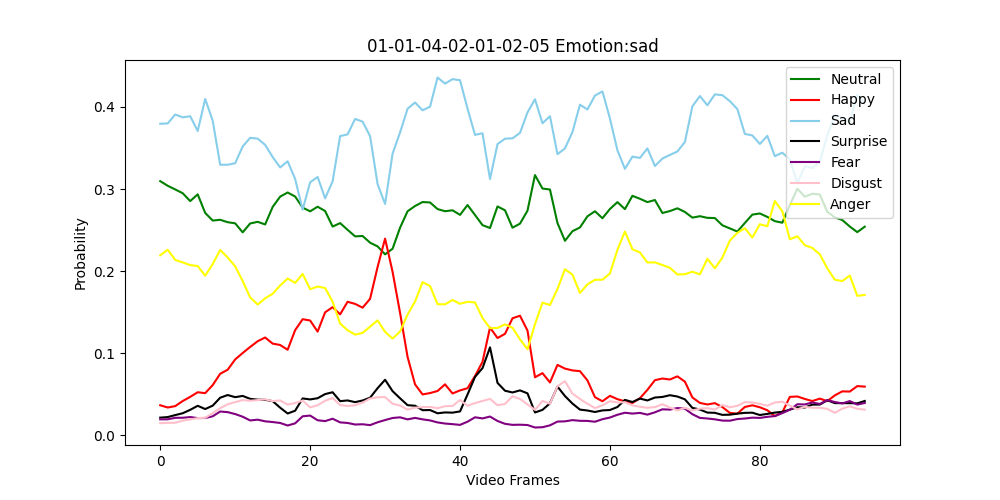 01-01-04-02-01-02-05 Emotion:sad
Neutral
Happy
Sad
Surprise
Fear
Disgust
Anger
Probability
0.4
0.3
0.2
0.1
0.0
0 20 40 60 80
Video Frames